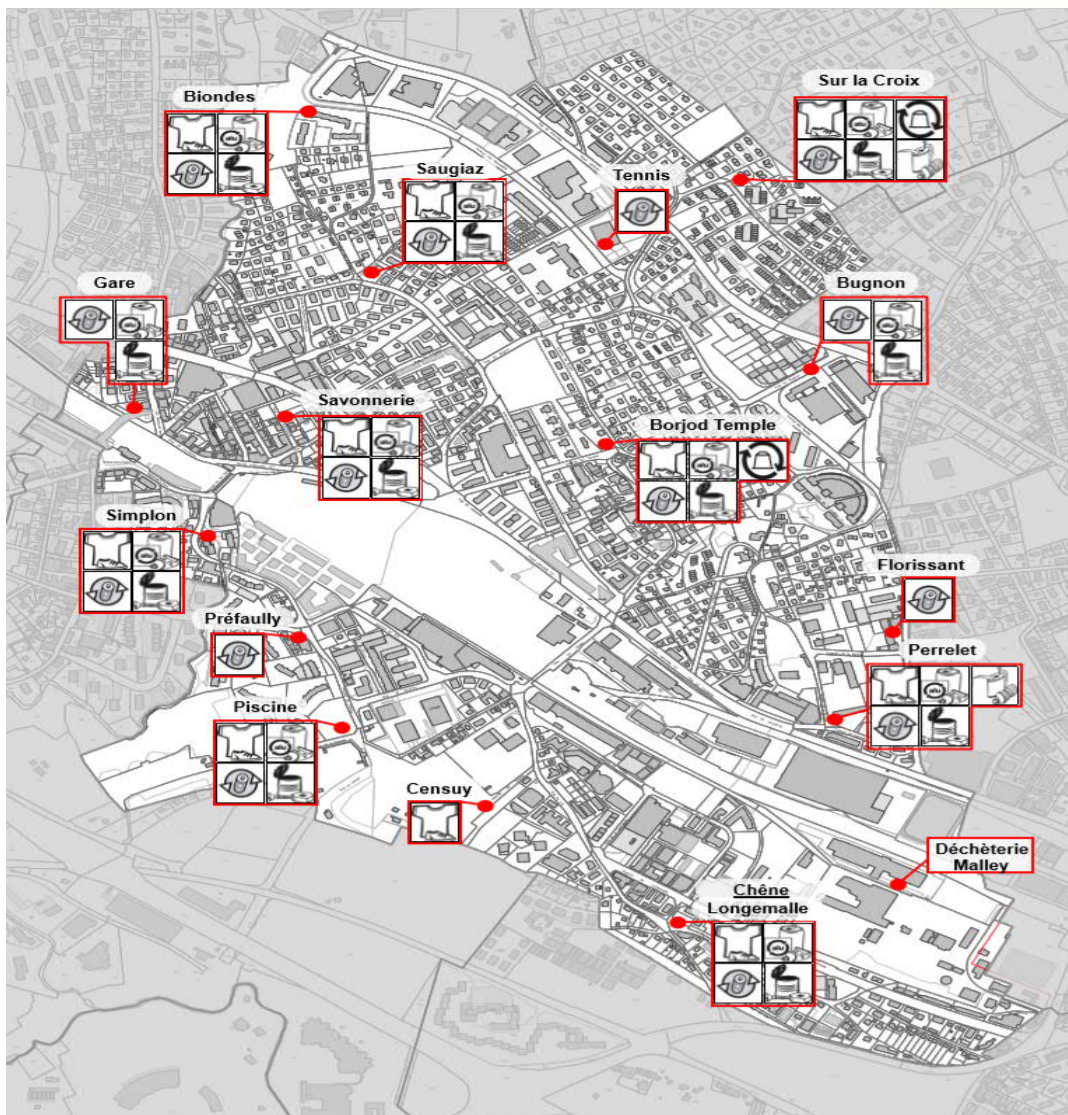 Sur la Croix
Biondes
Saugiaz
Tennis
Gare
Bugnon
Savonnerie
Borjod Temple
Simplon
Florissant
Préfaully
Perrelet
Piscine
Censuy
Déchèterie
Malley
Chêne
Longemalle